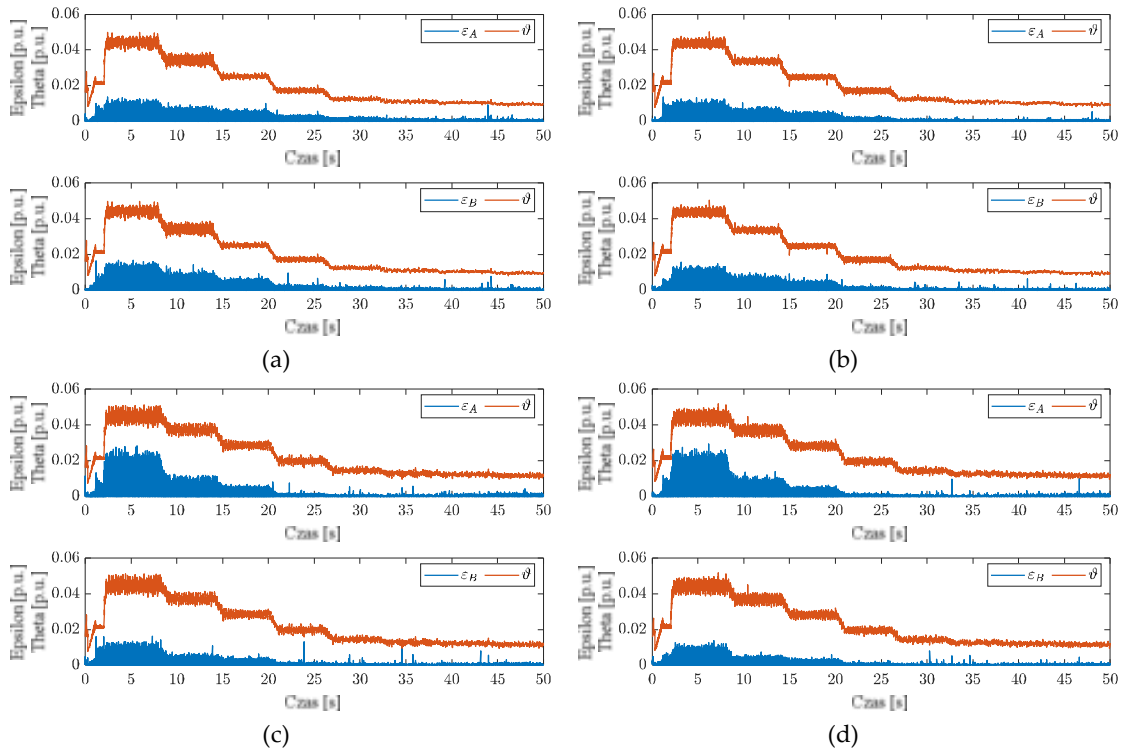 Epsilon [p.u.]
Theta [p.u.]
0.06
0.04
0.02
0
ε_A ϑ
0 5 10 15 20 25 30 35 40 45 50
Czas [s]
Epsilon [p.u.]
Theta [p.u.]
0.06
0.04
0.02
0
ε_B ϑ
0 5 10 15 20 25 30 35 40 45 50
Czas [s]
(a)
Epsilon [p.u.]
Theta [p.u.]
0.06
0.04
0.02
0
ε_A ϑ
0 5 10 15 20 25 30 35 40 45 50
Czas [s]
Epsilon [p.u.]
Theta [p.u.]
0.06
0.04
0.02
0
ε_B ϑ
0 5 10 15 20 25 30 35 40 45 50
Czas [s]
(b)
Epsilon [p.u.]
Theta [p.u.]
0.06
0.04
0.02
0
ε_A ϑ
0 5 10 15 20 25 30 35 40 45 50
Czas [s]
Epsilon [p.u.]
Theta [p.u.]
0.06
0.04
0.02
0
ε_B ϑ
0 5 10 15 20 25 30 35 40 45 50
Czas [s]
(c)
Epsilon [p.u.]
Theta [p.u.]
0.06
0.04
0.02
0
ε_A ϑ
0 5 10 15 20 25 30 35 40 45 50
Czas [s]
Epsilon [p.u.]
Theta [p.u.]
0.06
0.04
0.02
0
ε_B ϑ
0 5 10 15 20 25 30 35 40 45 50
Czas [s]
(d)